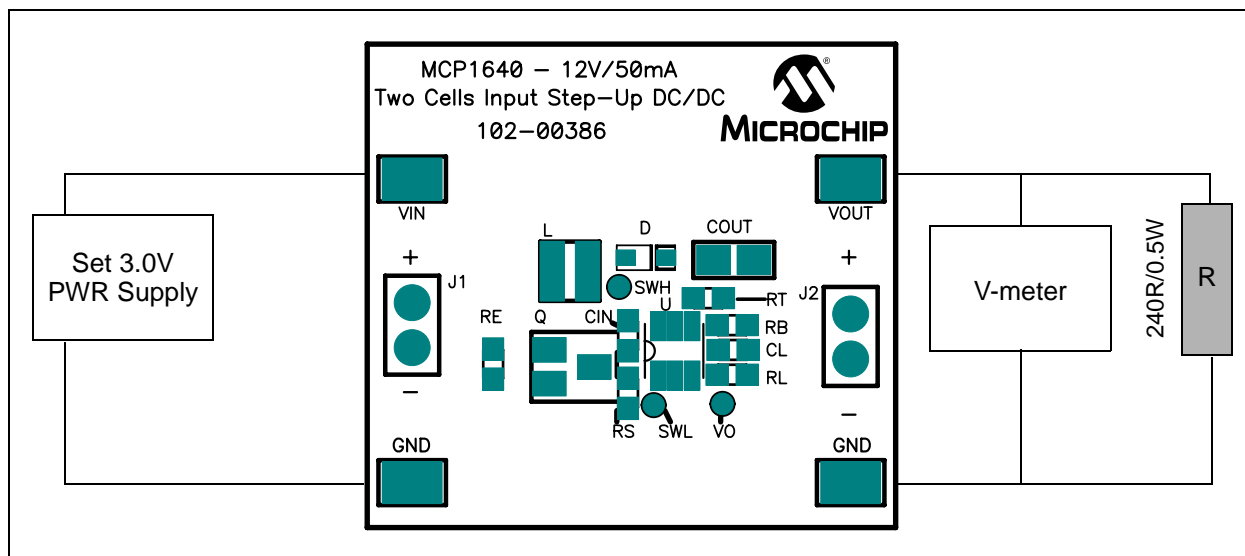 MCP1640 – 12V/50mA
Two Cells Input Step–Up DC/DC
102–00386
®
MICROCHIP
VIN
VOUT
Set 3.0V
PWR Supply
+
J1
–
L
D
COUT
SWH
RT
U
RE
Q
CIN
RB
CL
RL
RS
SWL
VO
+
J2
–
V-meter
240R/0.5W
R
GND
GND